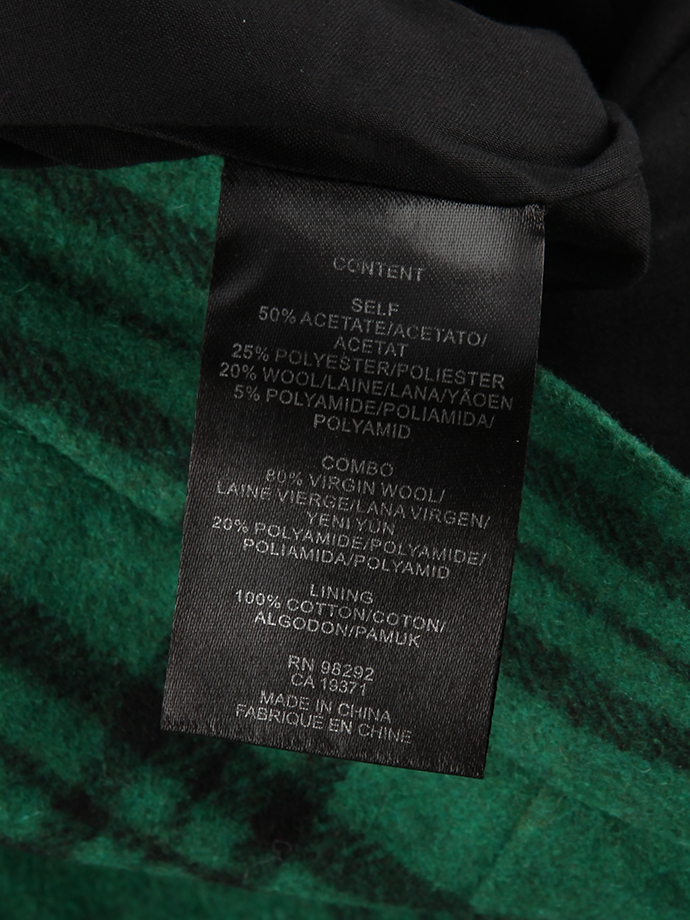 CONTENT
SELF
50% ACETATE/ACETATO/
ACETAT
25% POLYESTER/POLIESTER
20% WOOL/LAINE/LANA/YÃOEN
5% POLYAMIDE/POLIAMIDA/
POLYAMID
COMBO
80% VIRGIN WOOL/
LAINE VIERGE/LANA VIRGEN/
YENI YÜN
20% POLYAMIDE/POLYAMIDE/
POLIAMIDA/POLYAMID
LINING
100% COTTON/COTON/
ALGODON/PAMUK
RN 98292
CA 19371
MADE IN CHINA
FABRIQUÉ EN CHINE